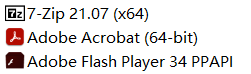 7-Zip 21.07 (x64)
Adobe Acrobat (64-bit)
Adobe Flash Player 34 PPAPI